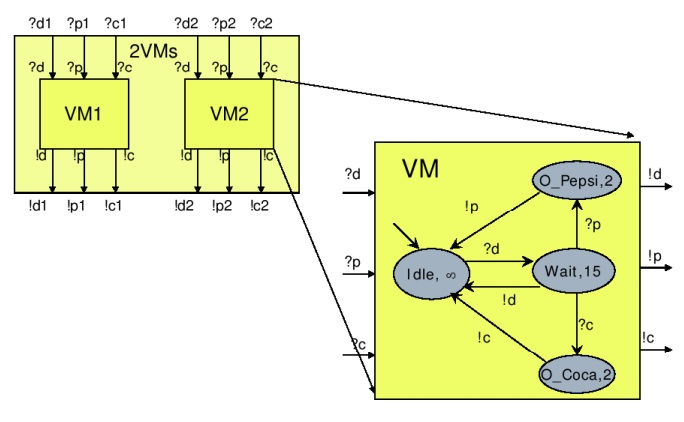 ?d1 ?p1 ?c1 ?d2 ?p2 ?c2
2VMs
?d ?p ?c ?d ?p ?c
VM1 VM2
!d !p !c !d !p !c
!d1 !p1 !c1 !d2 !p2 !c2
VM
?d !d
O_Pepsi,2
!p ?p
?d
?p !p
Idle, ∞ Wait,15
!d
?c !c
!c ?c
O_Coca,2